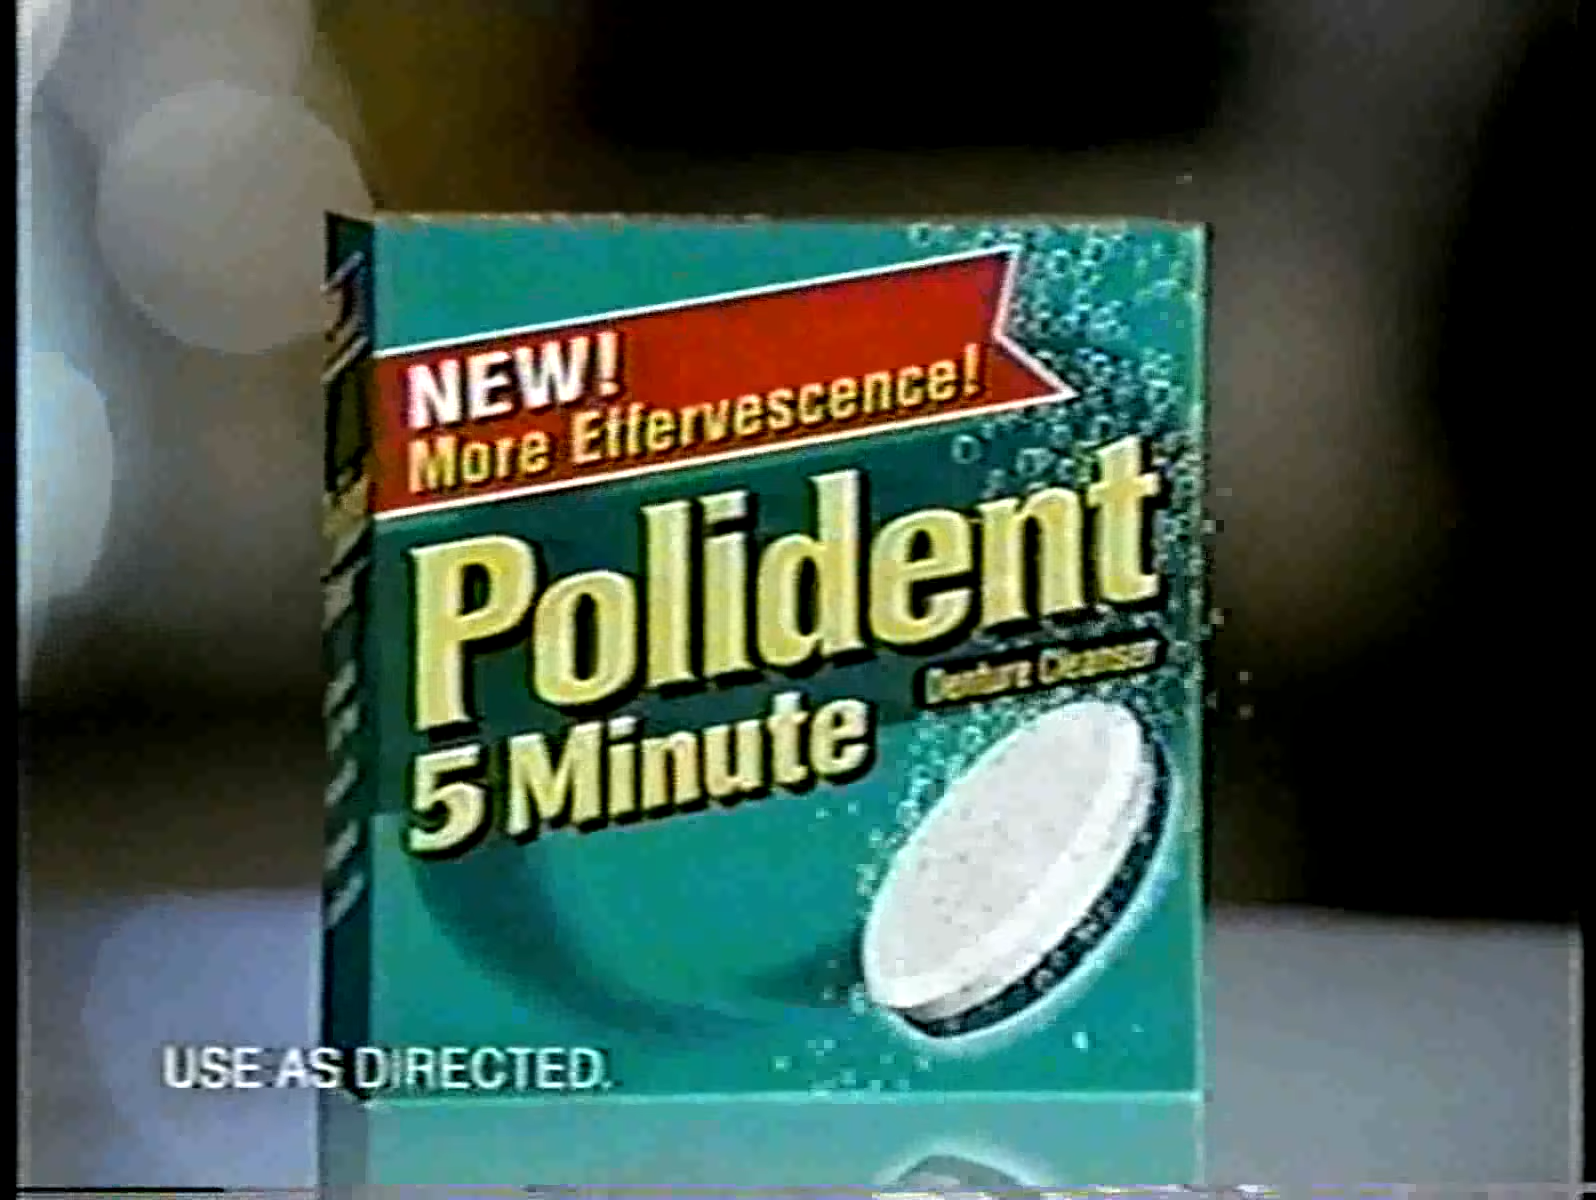 NEW!
More Effervescence!
Polident
Denture Cleanser
5 Minute
USE AS DIRECTED.